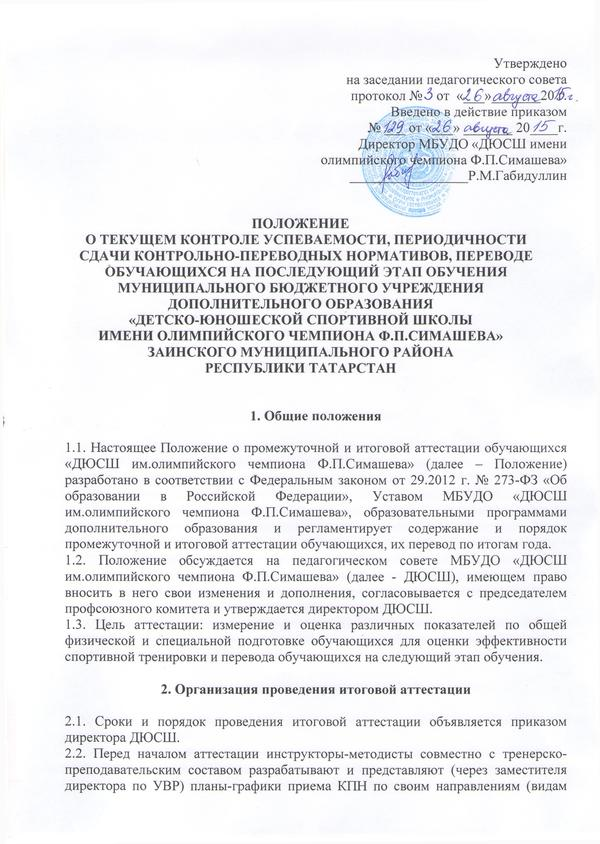 Утверждено
на заседании педагогического совета
протокол № 3 от «26» августа 2015 г.
Введено в действие приказом
№ 129 от «26» августа 2015 г.
Директор МБУДО «ДЮСШ имени
олимпийского чемпиона Ф.П.Симашева»
Р.М.Габидуллин
ПОЛОЖЕНИЕ
О ТЕКУЩЕМ КОНТРОЛЕ УСПЕВАЕМОСТИ, ПЕРИОДИЧНОСТИ
СДАЧИ КОНТРОЛЬНО-ПЕРЕВОДНЫХ НОРМАТИВОВ, ПЕРЕВОДЕ
ОБУЧАЮЩИХСЯ НА ПОСЛЕДУЮЩИЙ ЭТАП ОБУЧЕНИЯ
МУНИЦИПАЛЬНОГО БЮДЖЕТНОГО УЧРЕЖДЕНИЯ
ДОПОЛНИТЕЛЬНОГО ОБРАЗОВАНИЯ
«ДЕТСКО-ЮНОШЕСКОЙ СПОРТИВНОЙ ШКОЛЫ
ИМЕНИ ОЛИМПИЙСКОГО ЧЕМПИОНА Ф.П.СИМАШЕВА»
ЗАИНСКОГО МУНИЦИПАЛЬНОГО РАЙОНА
РЕСПУБЛИКИ ТАТАРСТАН
1. Общие положения
1.1. Настоящее Положение о промежуточной и итоговой аттестации обучающихся
«ДЮСШ им.олимпийского чемпиона Ф.П.Симашева» (далее – Положение)
разработано в соответствии с Федеральным законом от 29.2012 г. № 273-ФЗ «Об
образовании в Российской Федерации», Уставом МБУДО «ДЮСШ
им.олимпийского чемпиона Ф.П.Симашева», образовательными программами
дополнительного образования и регламентирует содержание и порядок
промежуточной и итоговой аттестации обучающихся, их перевод по итогам года.
1.2. Положение обсуждается на педагогическом совете МБУДО «ДЮСШ
им.олимпийского чемпиона Ф.П.Симашева» (далее - ДЮСШ), имеющем право
вносить в него свои изменения и дополнения, согласовывается с председателем
профсоюзного комитета и утверждается директором ДЮСШ.
1.3. Цель аттестации: измерение и оценка различных показателей по общей
физической и специальной подготовке обучающихся для оценки эффективности
спортивной тренировки и перевода обучающихся на следующий этап обучения.
2. Организация проведения итоговой аттестации
2.1. Сроки и порядок проведения итоговой аттестации объявляется приказом
директора ДЮСШ.
2.2. Перед началом аттестации инструкторы-методисты совместно с тренерско-
преподавательским составом разрабатывают и представляют (через заместителя
директора по УВР) планы-графики приема КПН по своим направлениям (видам